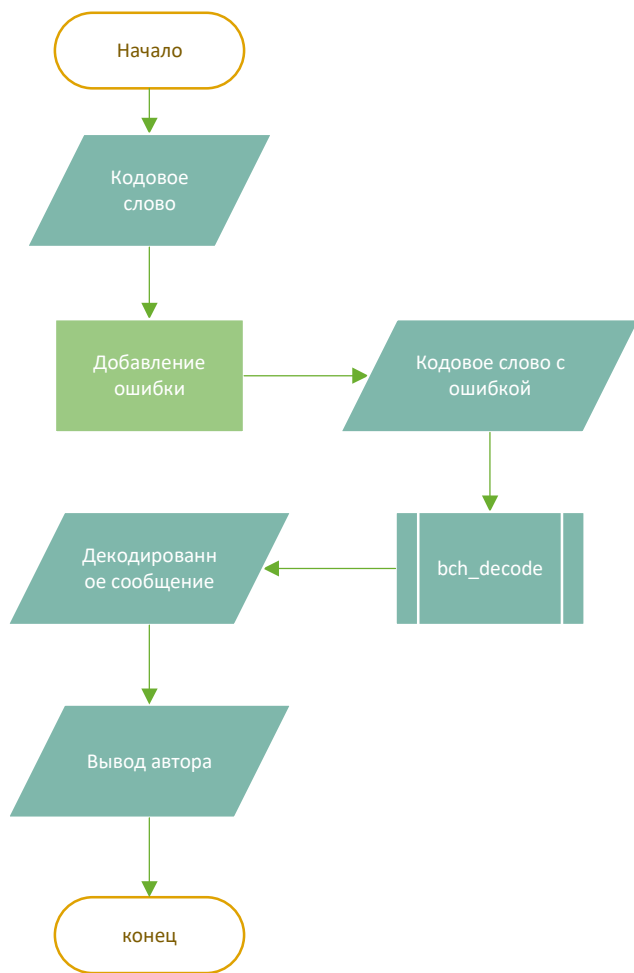 Начало
Кодовое
слово
Добавление
ошибки
Кодовое слово с
ошибкой
bch_decode
Декодированн
ое сообщение
Вывод автора
конец